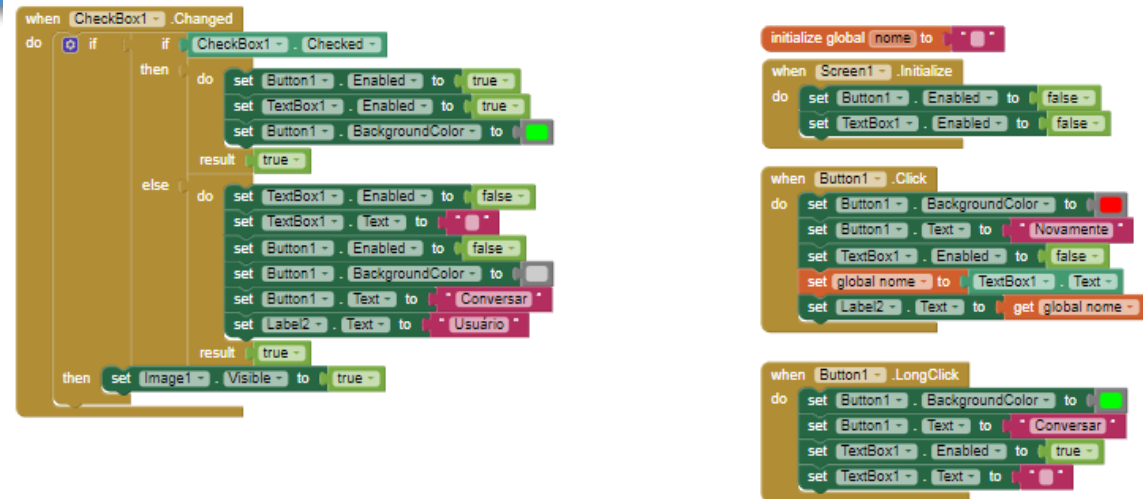 when CheckBox1 .Changed
do if if CheckBox1 . Checked
then do set Button1 . Enabled to true
set TextBox1 . Enabled to true
set Button1 . BackgroundColor to
result true
else do set TextBox1 . Enabled to false
set TextBox1 . Text to " "
set Button1 . Enabled to false
set Button1 . BackgroundColor to
set Button1 . Text to " Conversar "
set Label2 . Text to " Usuário "
result true
then set Image1 . Visible to true
initialize global nome to " "
when Screen1 .Initialize
do set Button1 . Enabled to false
set TextBox1 . Enabled to false
when Button1 .Click
do set Button1 . BackgroundColor to
set Button1 . Text to " Novamente "
set TextBox1 . Enabled to false
set global nome to TextBox1 . Text
set Label2 . Text to get global nome
when Button1 .LongClick
do set Button1 . BackgroundColor to
set Button1 . Text to " Conversar "
set TextBox1 . Enabled to true
set TextBox1 . Text to " "